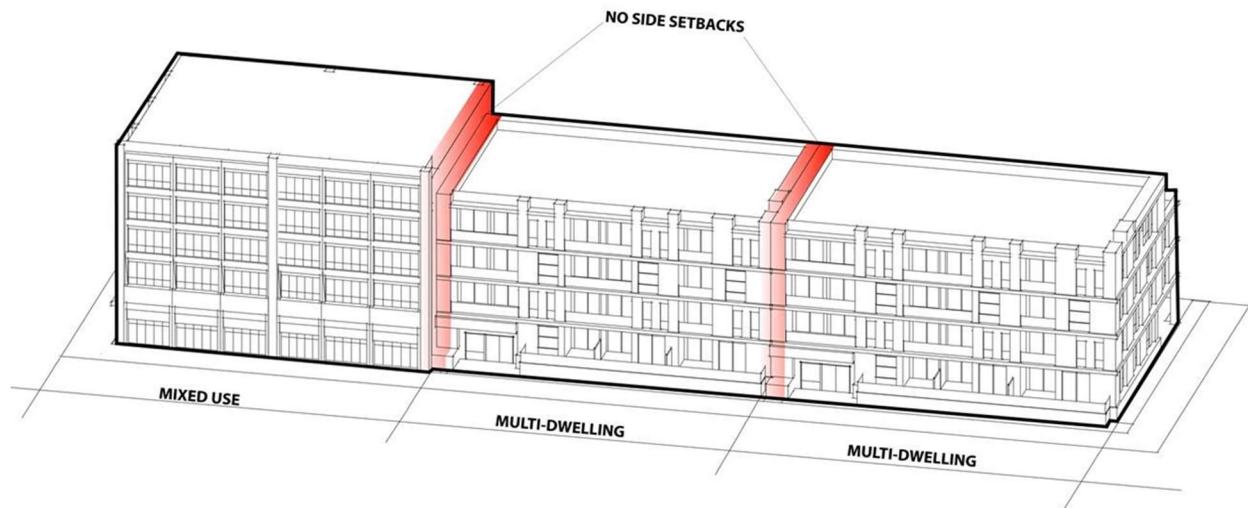 NO SIDE SETBACKS
MIXED USE
MULTI-DWELLING
MULTI-DWELLING